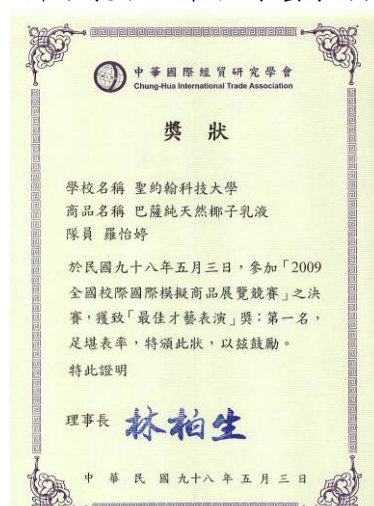 中華國際經貿研究學會
Chung-Hua International Trade Association
獎狀
學校名稱 聖約翰科技大學
商品名稱 巴薩純天然椰子乳液
隊員 羅怡婷
於民國九十八年五月三日，參加「2009
全國校際國際模擬商品展覽競賽」之決
賽，獲致「最佳才藝表演」獎：第一名，
足堪表率，特頒此狀，以茲鼓勵。
特此證明
理事長 林柏生
中華民國九十八年五月三日